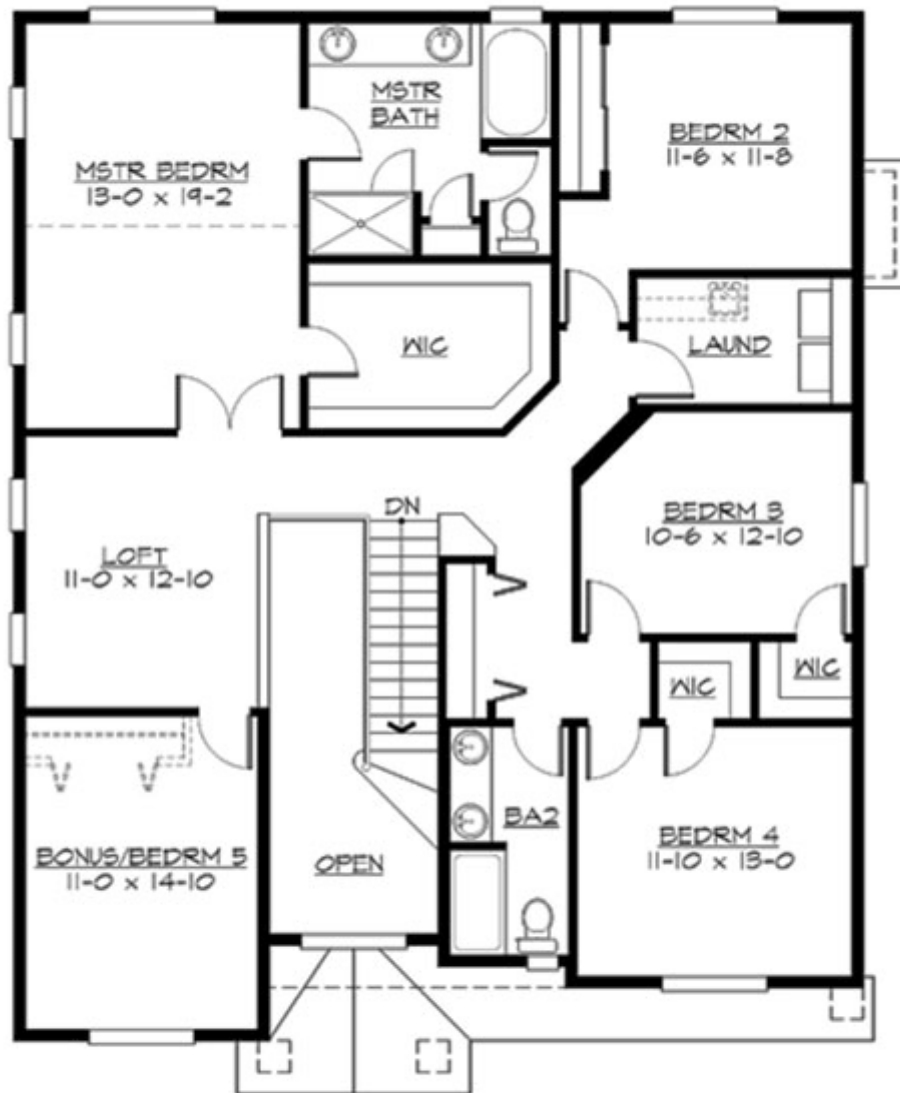 MSTR
BATH
BEDRM 2
11-6 x 11-8
MSTR BEDRM
13-0 x 19-2
WIC
LAUND
DN
BEDRM 3
10-6 x 12-10
LOFT
11-0 x 12-10
WIC
WIC
BA2
BEDRM 4
11-10 x 13-0
BONUS/BEDRM 5
11-0 x 14-10
OPEN